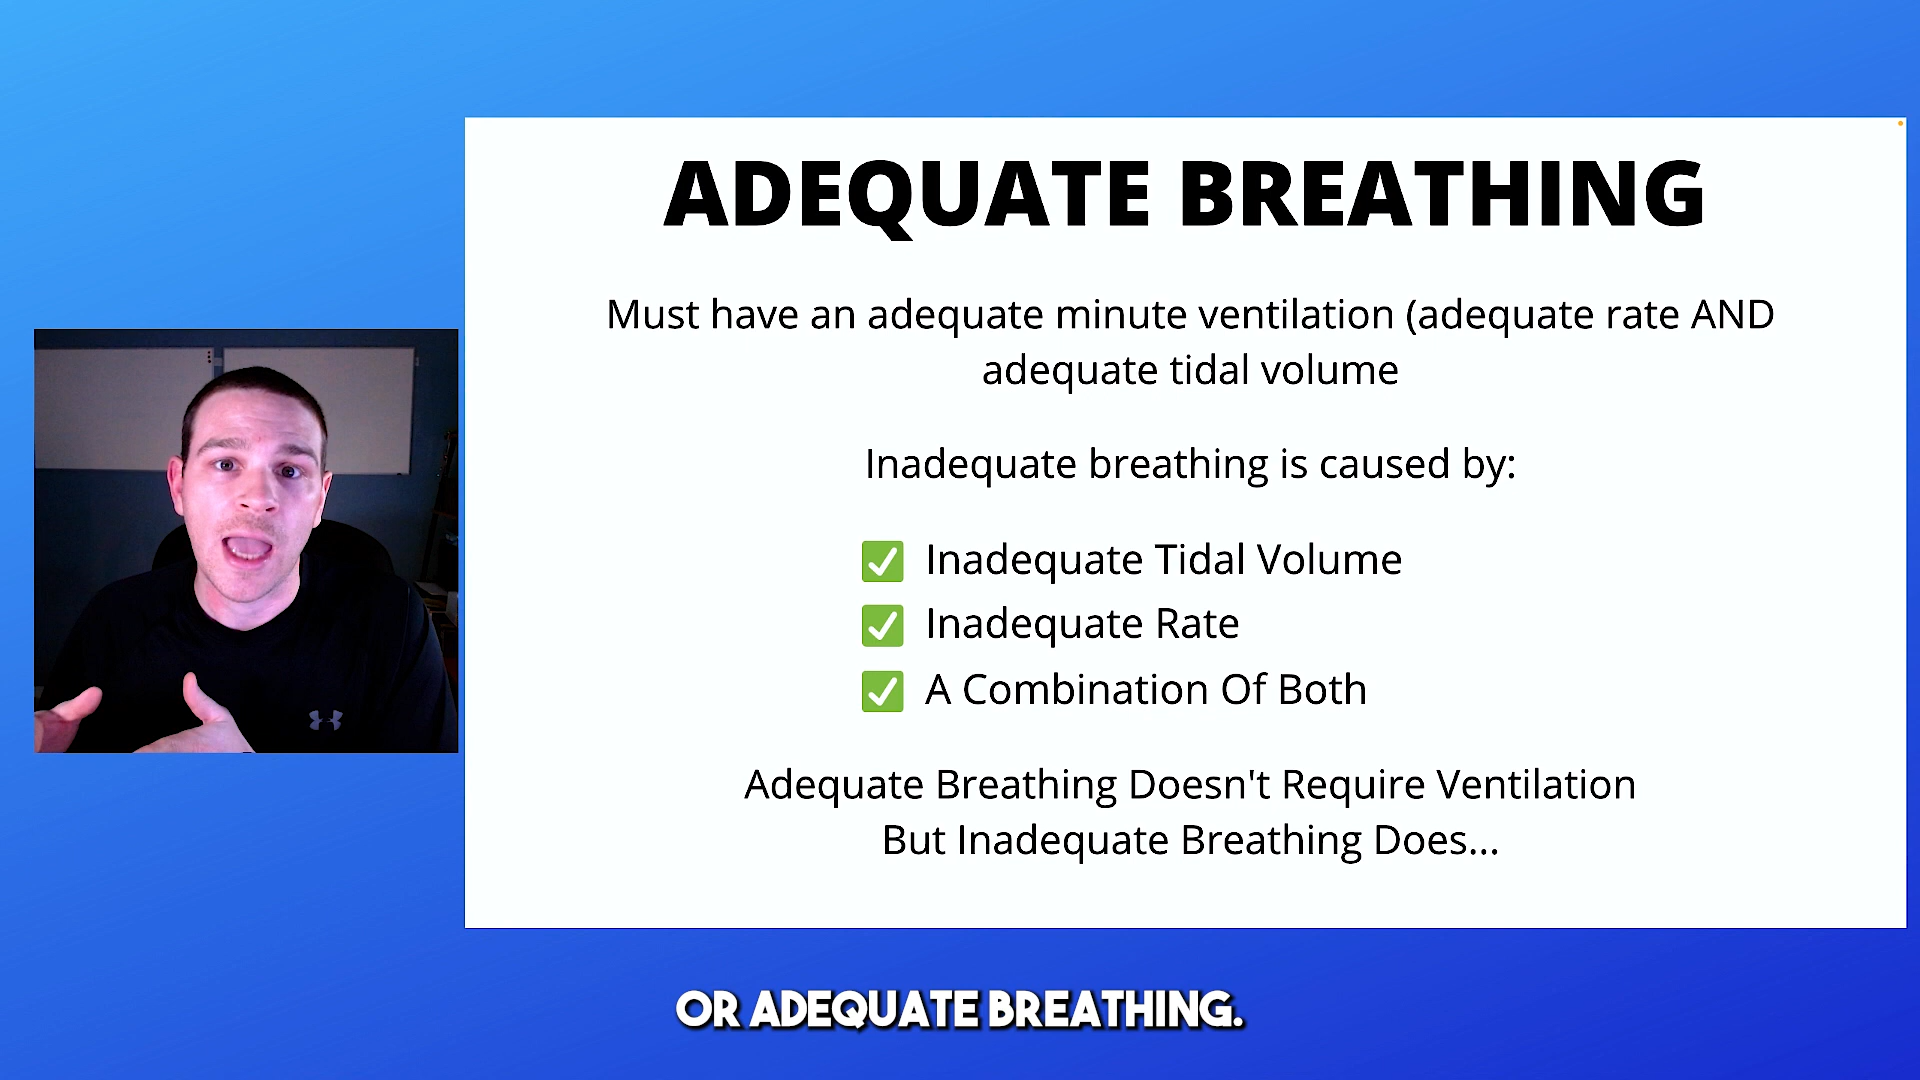 ADEQUATE BREATHING
Must have an adequate minute ventilation (adequate rate AND
adequate tidal volume
Inadequate breathing is caused by:
✅ Inadequate Tidal Volume
✅ Inadequate Rate
✅ A Combination Of Both
Adequate Breathing Doesn't Require Ventilation
But Inadequate Breathing Does...
OR ADEQUATE BREATHING.